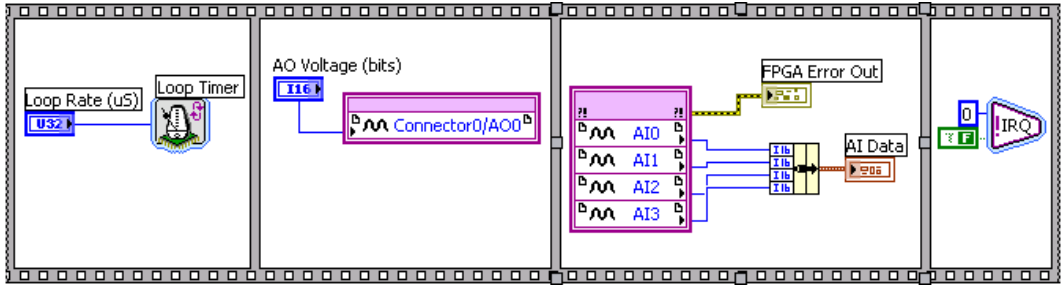 Loop Rate (uS)
U32
Loop Timer
AO Voltage (bits)
I16
Connector0/AO0
FPGA Error Out
?! ?!
AI0
AI1
AI2
AI3
AI Data
0
F
!IRQ